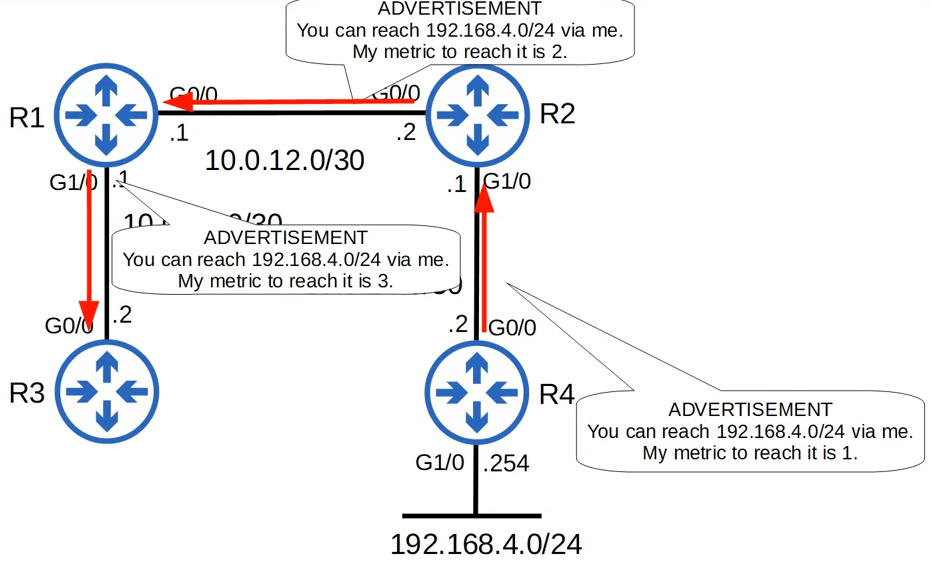 ADVERTISEMENT
You can reach 192.168.4.0/24 via me.
My metric to reach it is 2.
R1
G0/0
G0/0
R2
.1
.2
10.0.12.0/30
G1/0
.1
.1
G1/0
ADVERTISEMENT
You can reach 192.168.4.0/24 via me.
My metric to reach it is 3.
G0/0
.2
.2
G0/0
R3
R4
ADVERTISEMENT
You can reach 192.168.4.0/24 via me.
My metric to reach it is 1.
G1/0
.254
192.168.4.0/24